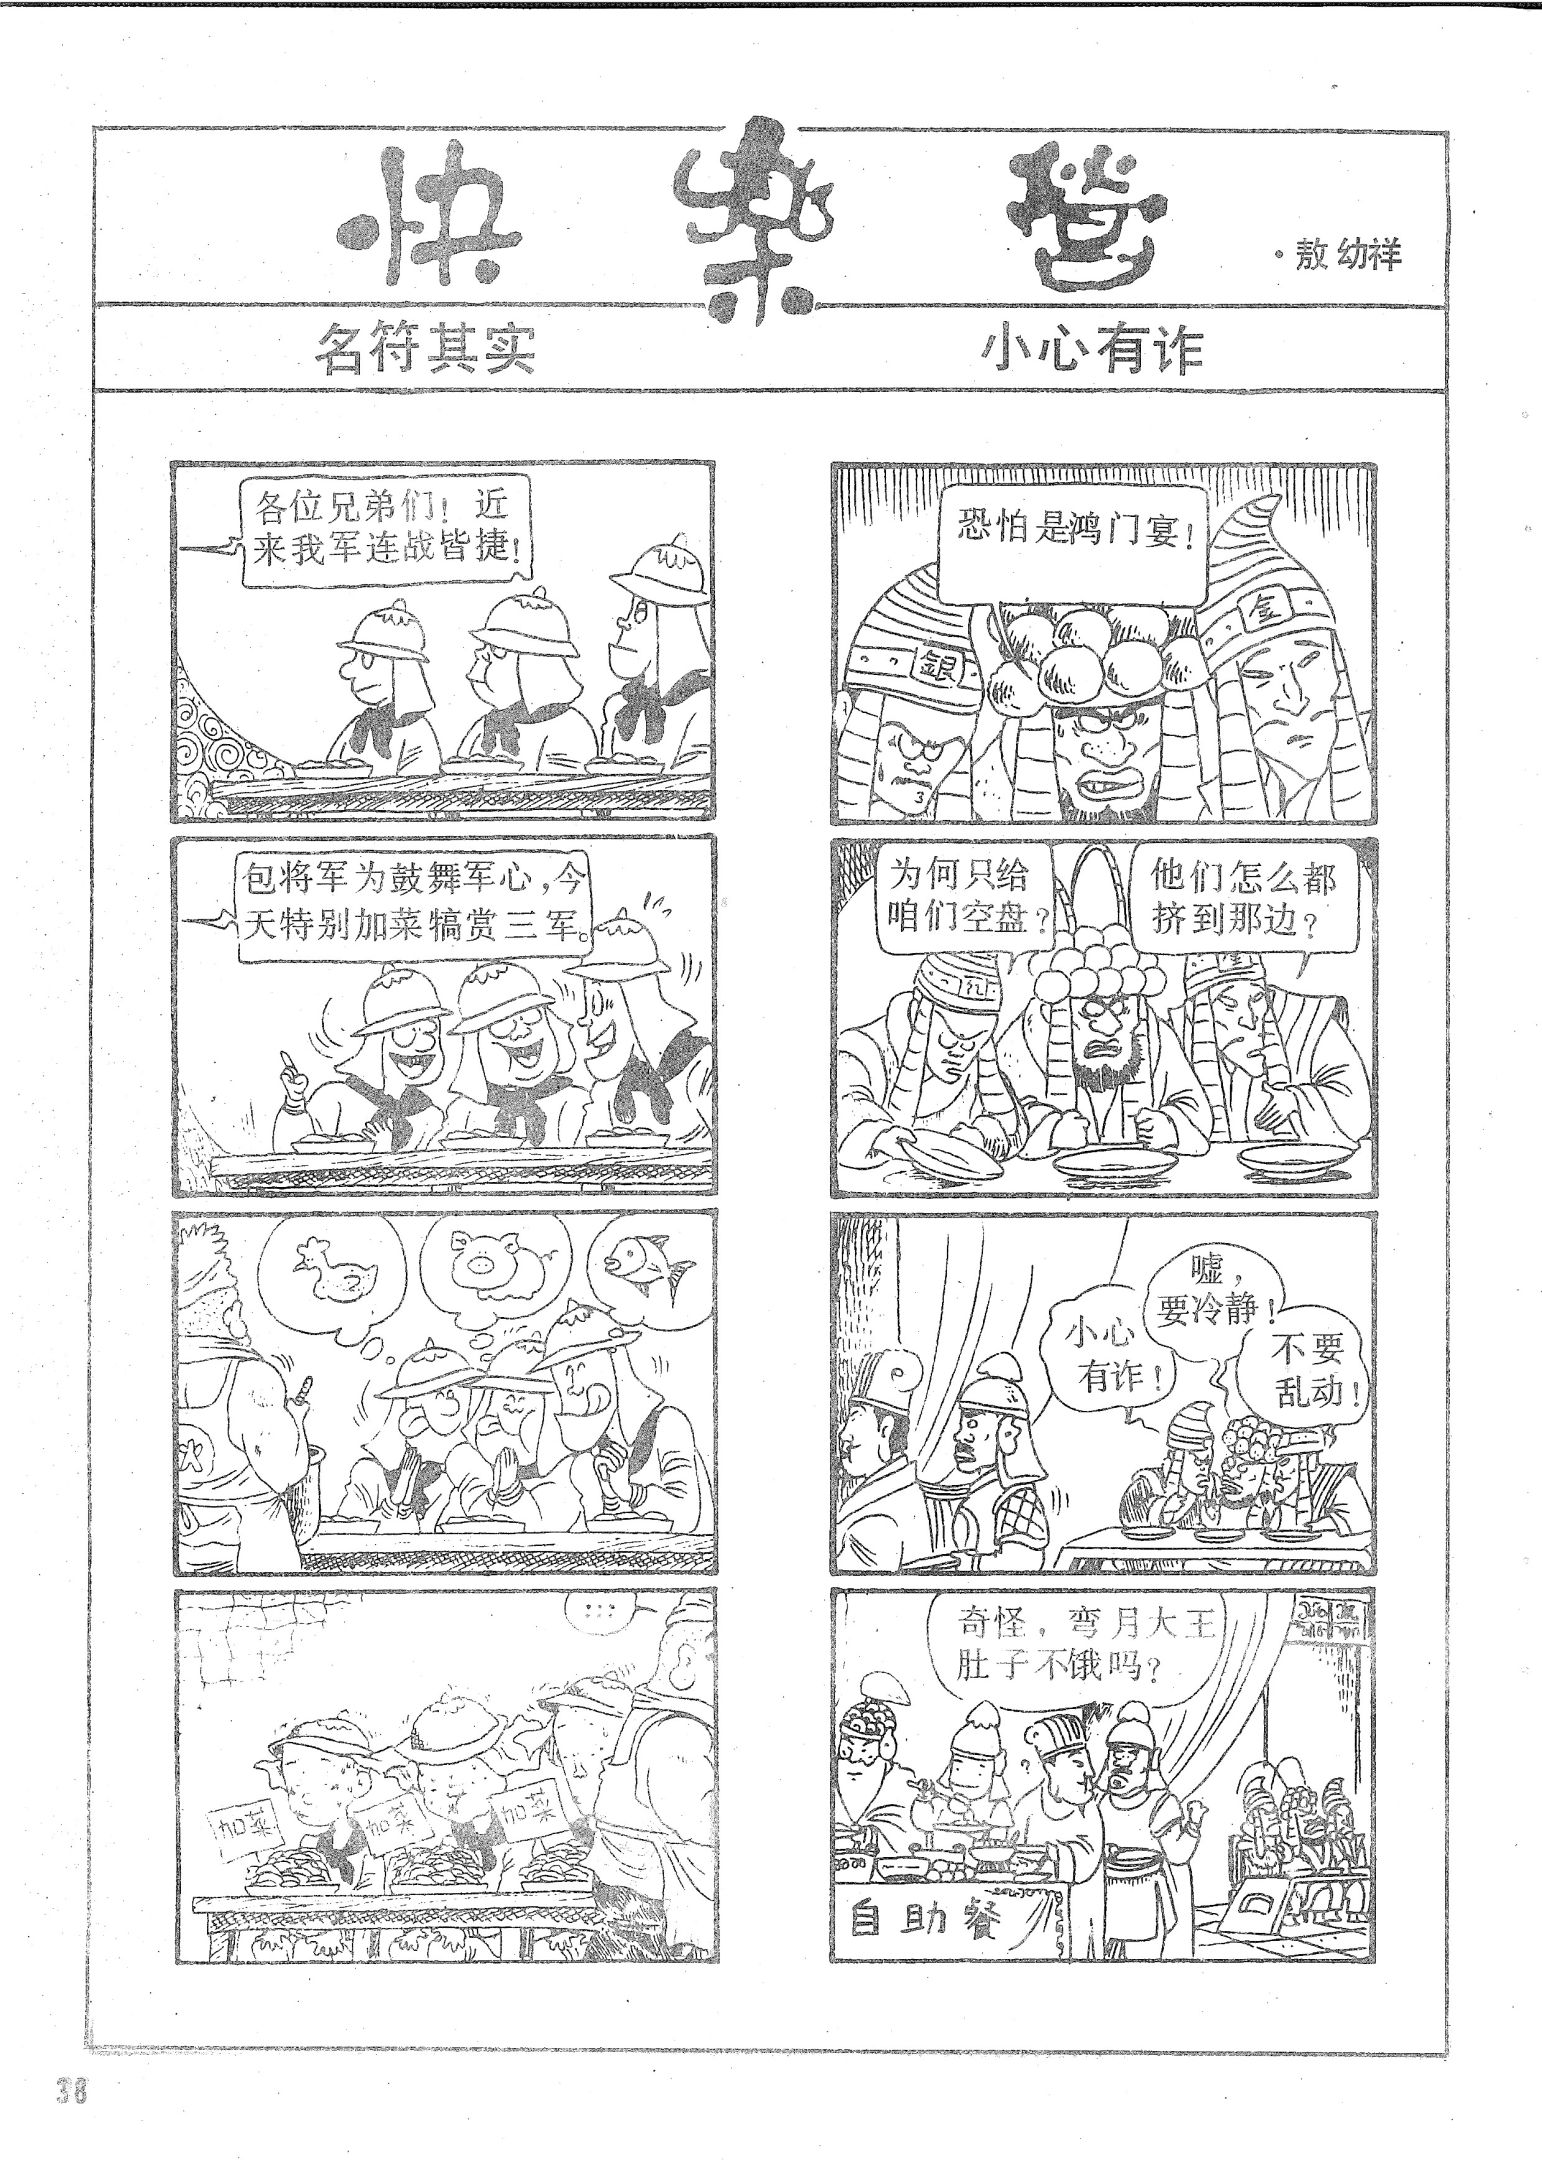 快乐营
·敖幼祥
名符其实
各位兄弟们！近
来我军连战皆捷！
包将军为鼓舞军心，今
天特别加菜犒赏三军。
伙
……
加菜
加菜
加菜
小心有诈
恐怕是鸿门宴！
銀
金
为何只给
咱们空盘？
他们怎么都
挤到那边？
金
小心
有诈！
嘘，
要冷静！
不要
乱动！
奇怪，弯月大王
肚子不饿吗？
?
自助餐
38